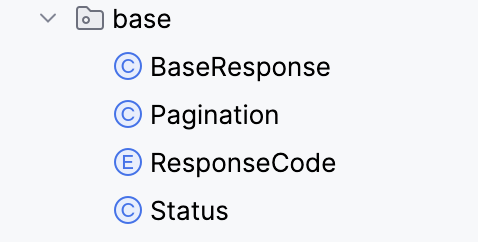 base
C BaseResponse
C Pagination
E ResponseCode
C Status